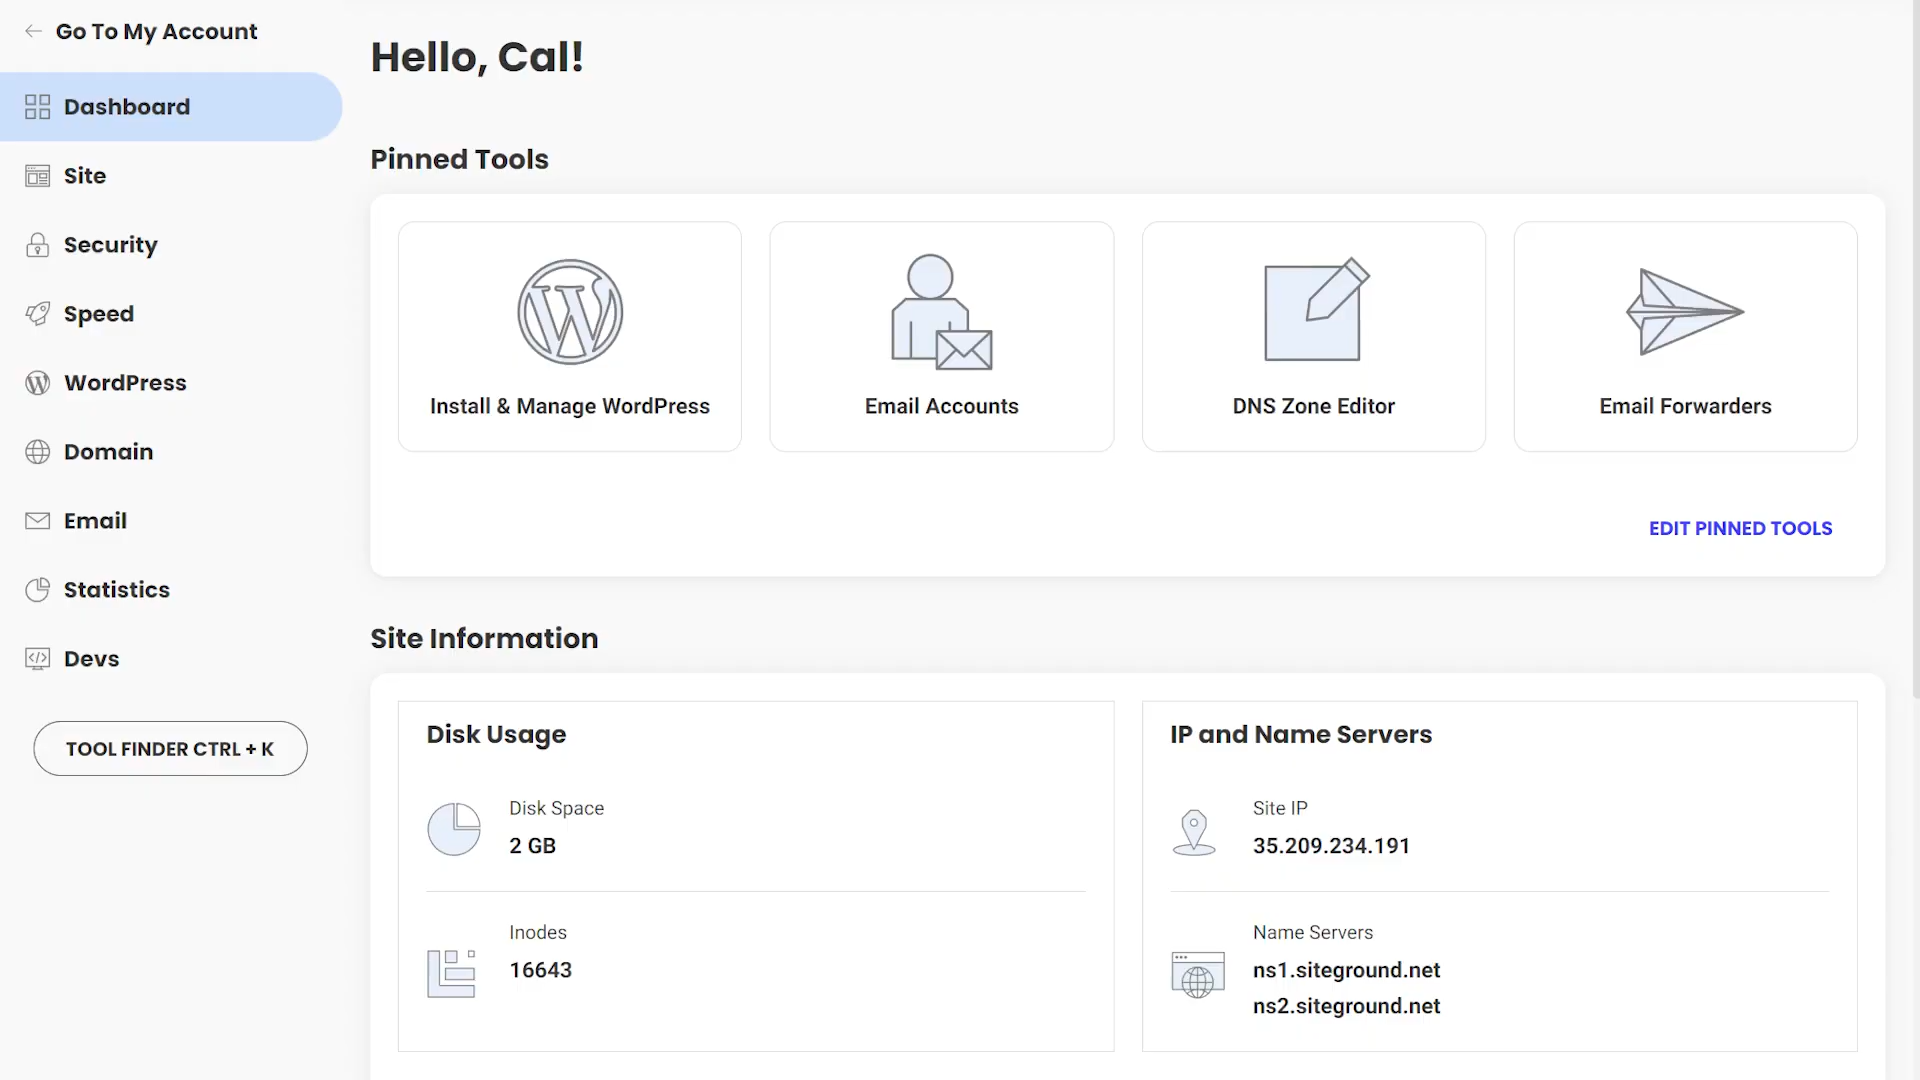 Go To My Account
Dashboard
Site
Security
Speed
WordPress
Domain
Email
Statistics
Devs
TOOL FINDER CTRL + K
Hello, Cal!
Pinned Tools
Install & Manage WordPress
Email Accounts
DNS Zone Editor
Email Forwarders
EDIT PINNED TOOLS
Site Information
Disk Usage
Disk Space
2 GB
Inodes
16643
IP and Name Servers
Site IP
35.209.234.191
Name Servers
ns1.siteground.net
ns2.siteground.net